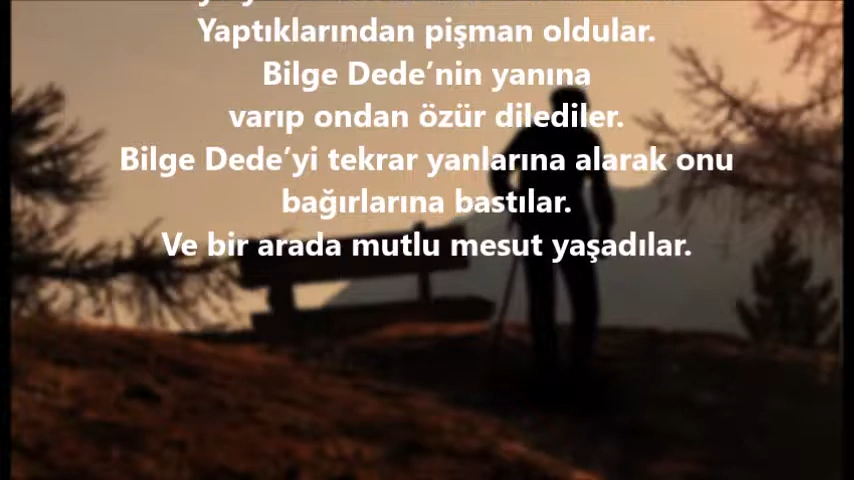 Yaptıklarından pişman oldular.
Bilge Dede’nin yanına
varıp ondan özür dilediler.
Bilge Dede’yi tekrar yanlarına alarak onu
bağırlarına bastılar.
Ve bir arada mutlu mesut yaşadılar.